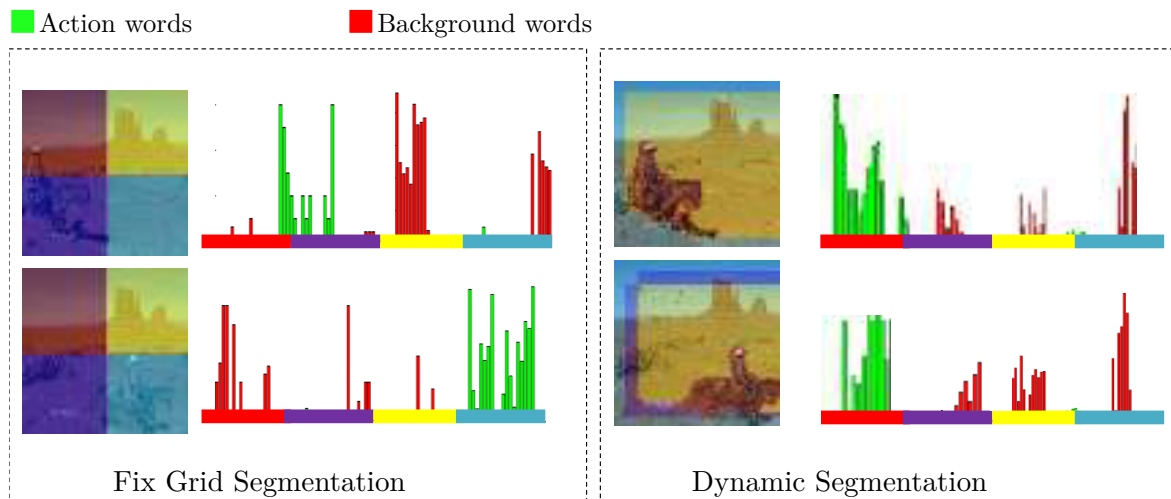 Action words
Background words
Fix Grid Segmentation
Dynamic Segmentation